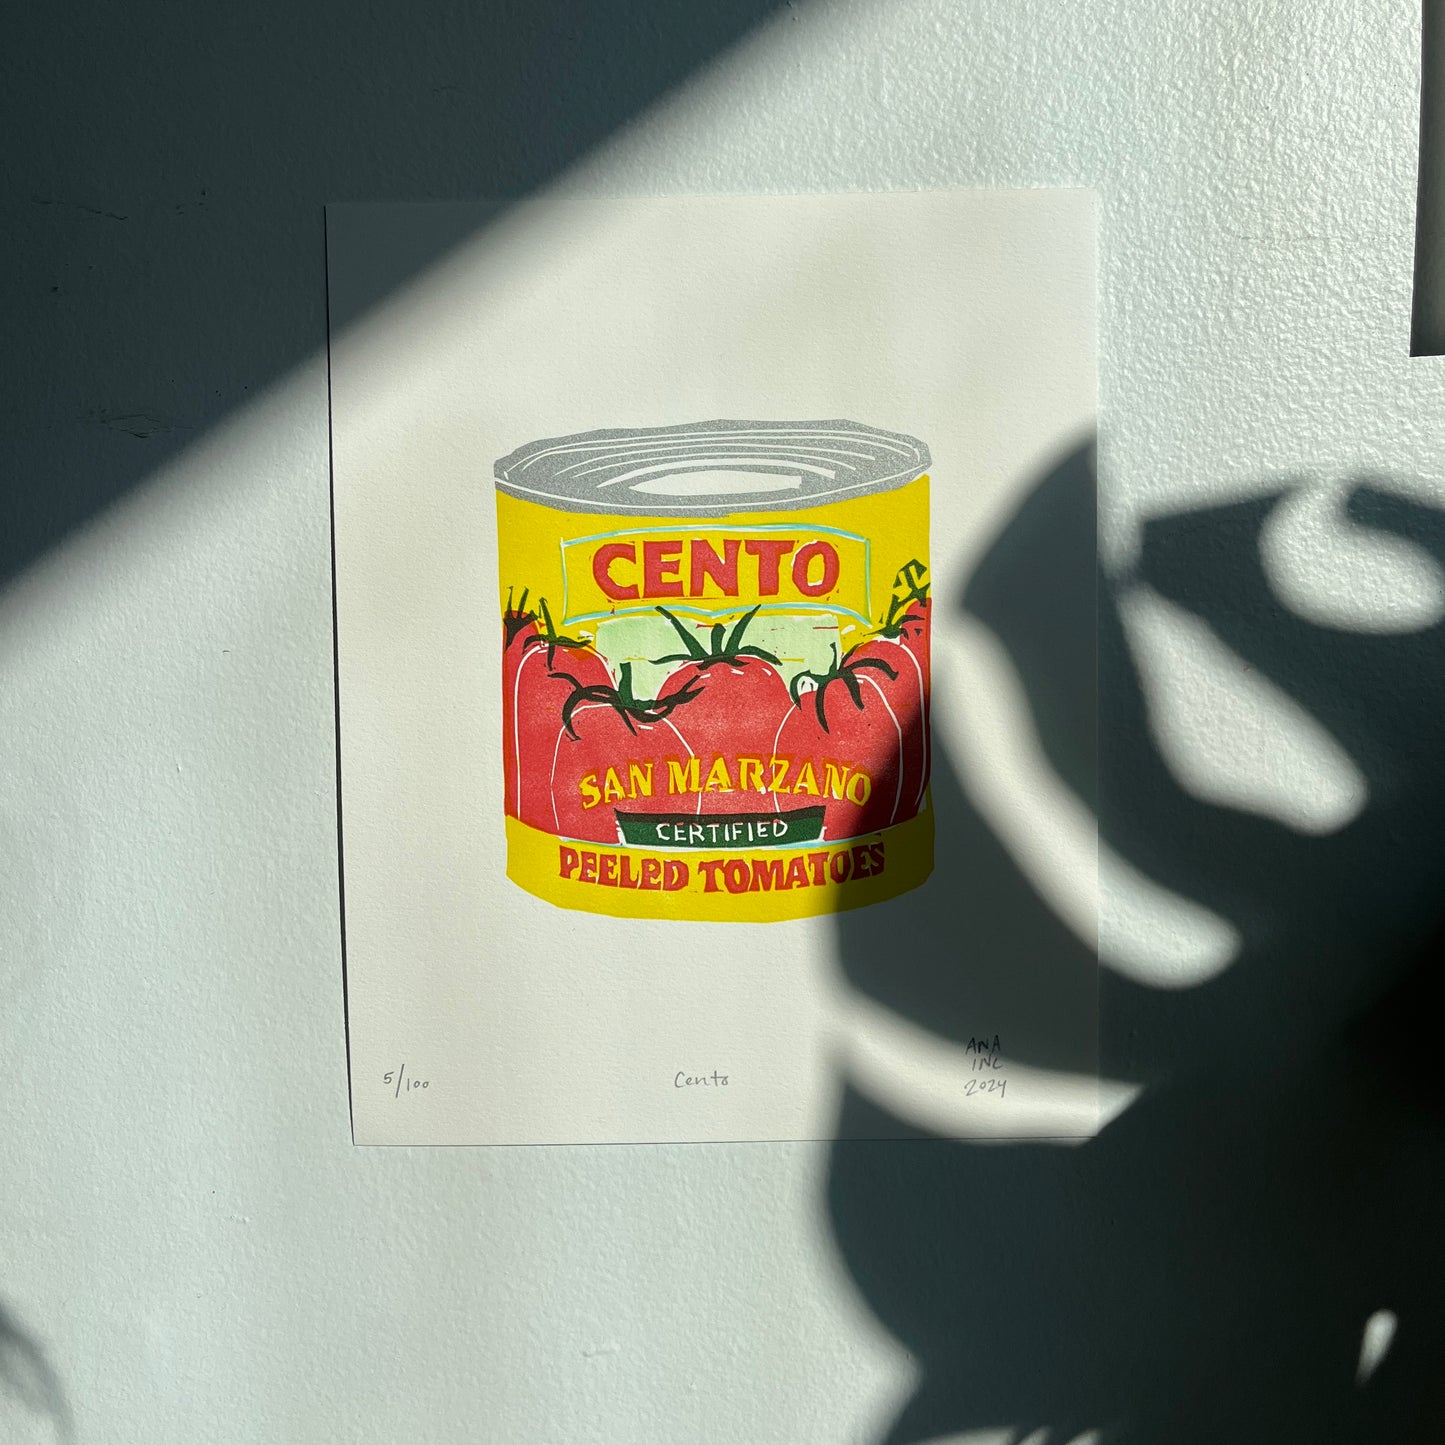 CENTO
SAN MARZANO
CERTIFIED
PEELED TOMATOES
5/100
Cento
ANA
INC
2024